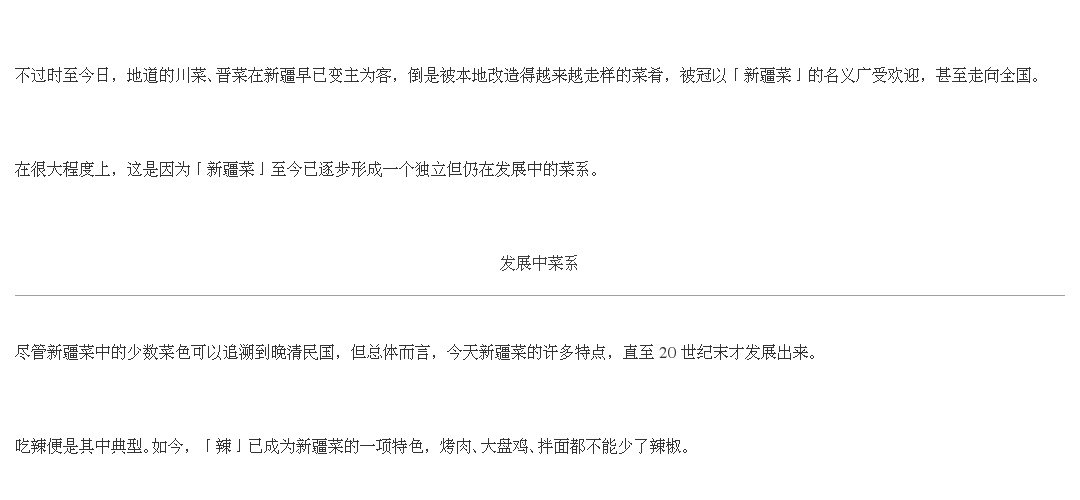 不过时至今日，地道的川菜、晋菜在新疆早已变主为客，倒是被本地改造得越来越走样的菜肴，被冠以「新疆菜」的名义广受欢迎，甚至走向全国。
在很大程度上，这是因为「新疆菜」至今已逐步形成一个独立但仍在发展中的菜系。
发展中菜系
尽管新疆菜中的少数菜色可以追溯到晚清民国，但总体而言，今天新疆菜的许多特点，直至 20 世纪末才发展出来。
吃辣便是其中典型。如今，「辣」已成为新疆菜的一项特色，烤肉、大盘鸡、拌面都不能少了辣椒。